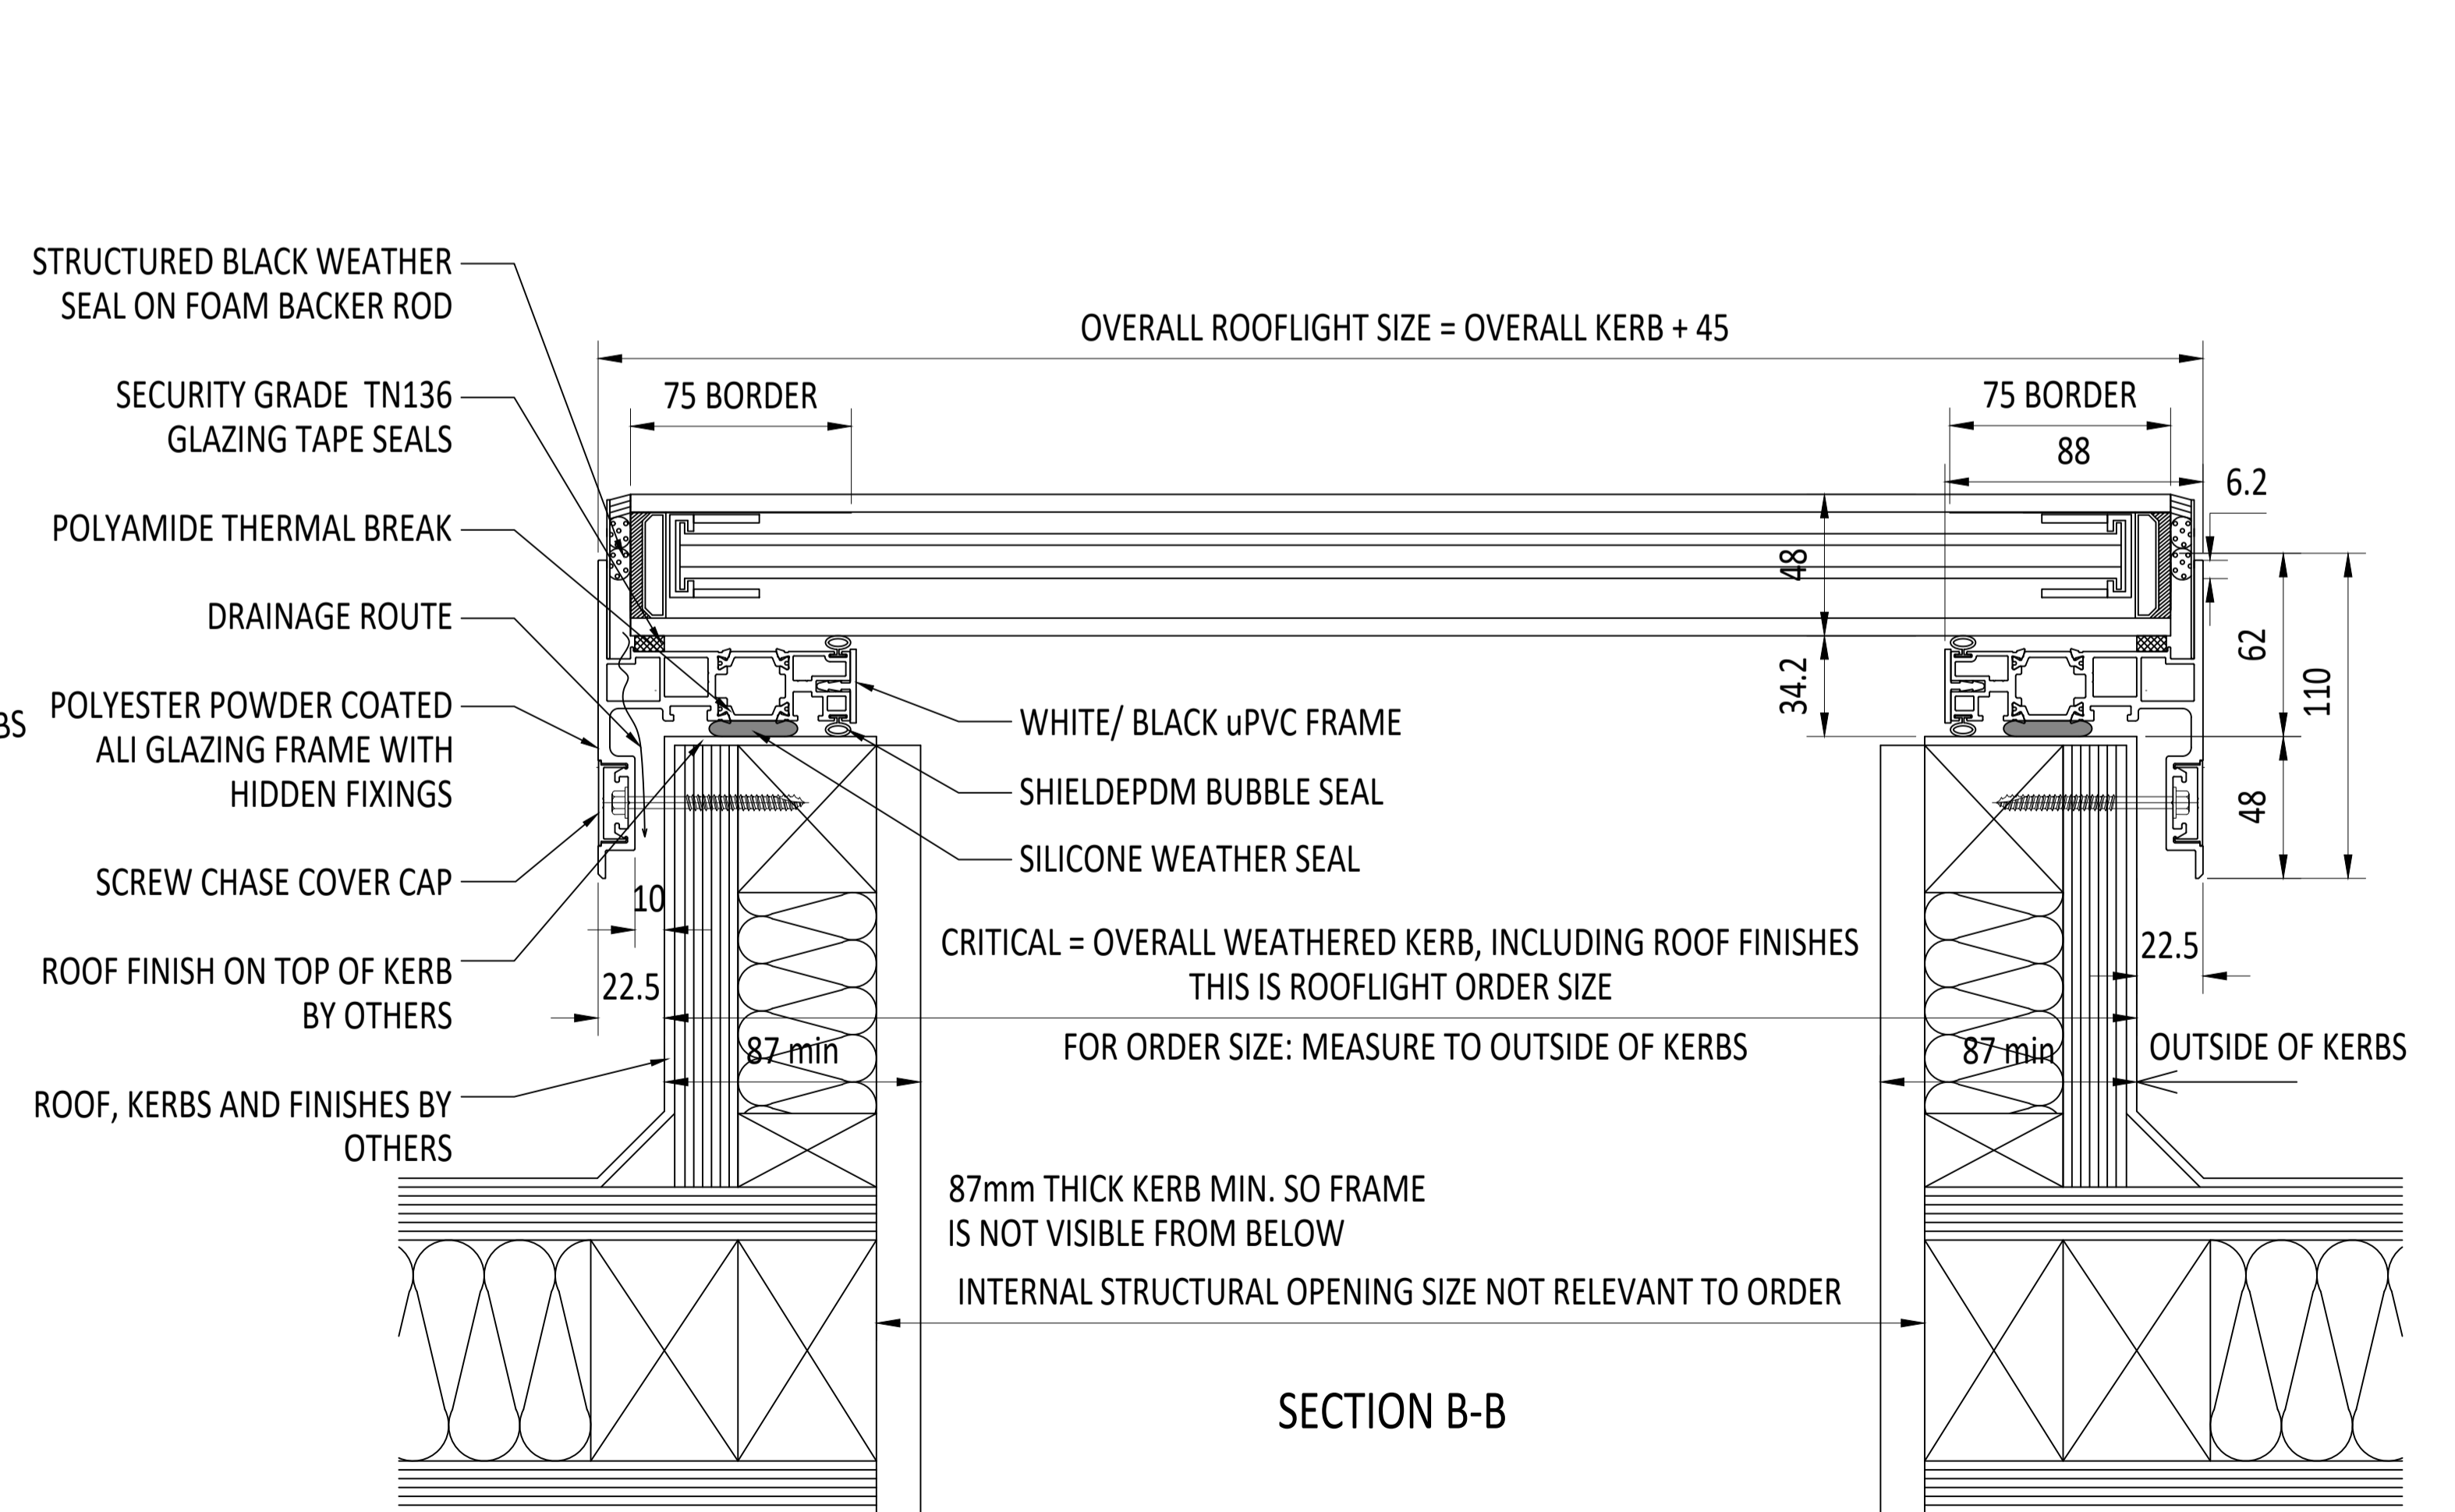 STRUCTURED BLACK WEATHER
SEAL ON FOAM BACKER ROD
SECURITY GRADE  TN136
GLAZING TAPE SEALS
POLYAMIDE THERMAL BREAK
DRAINAGE ROUTE
BS
POLYESTER POWDER COATED
ALI GLAZING FRAME WITH
HIDDEN FIXINGS
SCREW CHASE COVER CAP
ROOF FINISH ON TOP OF KERB
BY OTHERS
ROOF, KERBS AND FINISHES BY
OTHERS
OVERALL ROOFLIGHT SIZE = OVERALL KERB + 45
75 BORDER
75 BORDER
88
6.2
48
34.2
62
110
48
WHITE/ BLACK uPVC FRAME
SHIELDEPDM BUBBLE SEAL
SILICONE WEATHER SEAL
10
22.5
22.5
CRITICAL = OVERALL WEATHERED KERB, INCLUDING ROOF FINISHES
THIS IS ROOFLIGHT ORDER SIZE
FOR ORDER SIZE: MEASURE TO OUTSIDE OF KERBS
87 min
87 min
OUTSIDE OF KERBS
87mm THICK KERB MIN. SO FRAME
IS NOT VISIBLE FROM BELOW
INTERNAL STRUCTURAL OPENING SIZE NOT RELEVANT TO ORDER
SECTION B-B